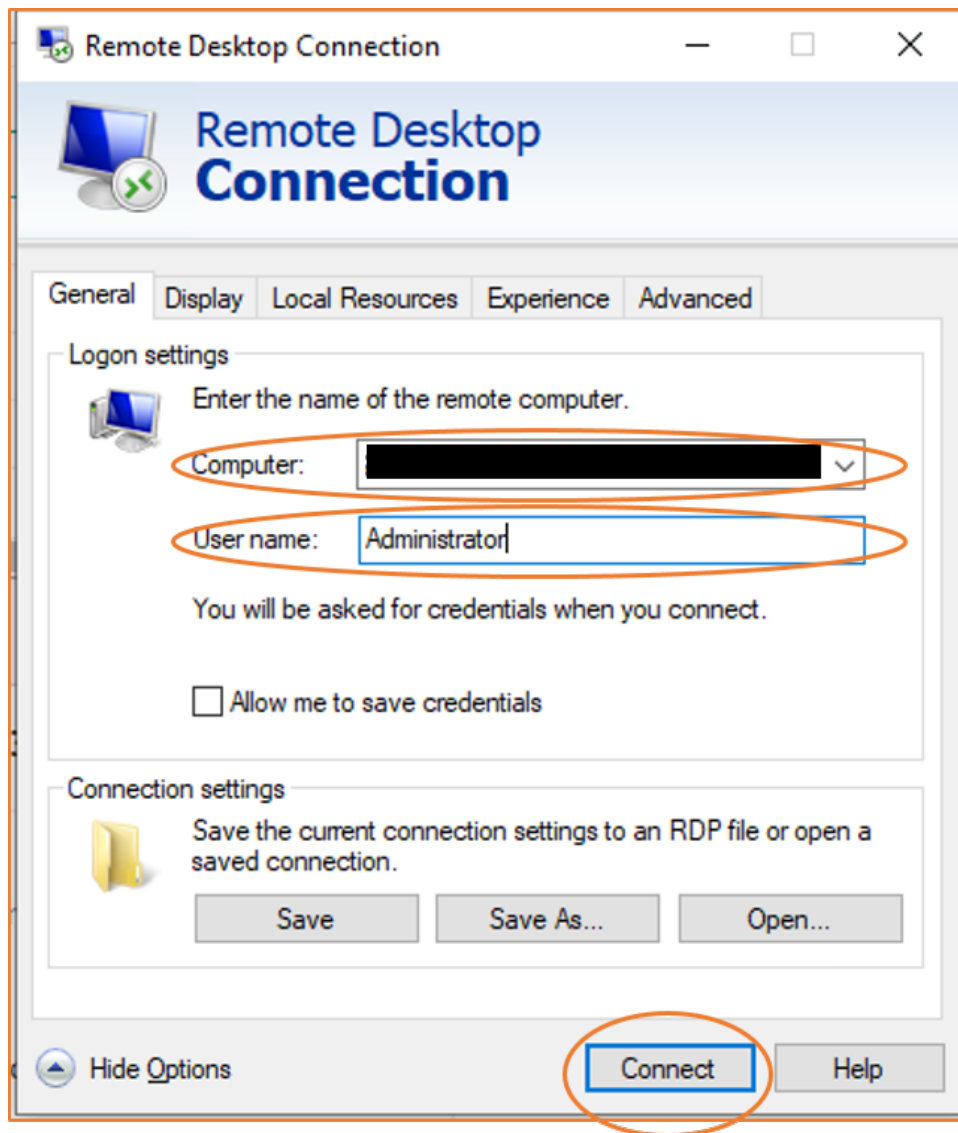 Remote Desktop Connection
Remote Desktop
Connection
General Display Local Resources Experience Advanced
Logon settings
Enter the name of the remote computer.
Computer:
User name: Administrator
You will be asked for credentials when you connect.
Allow me to save credentials
Connection settings
Save the current connection settings to an RDP file or open a
saved connection.
Save Save As... Open...
Hide Options Connect Help